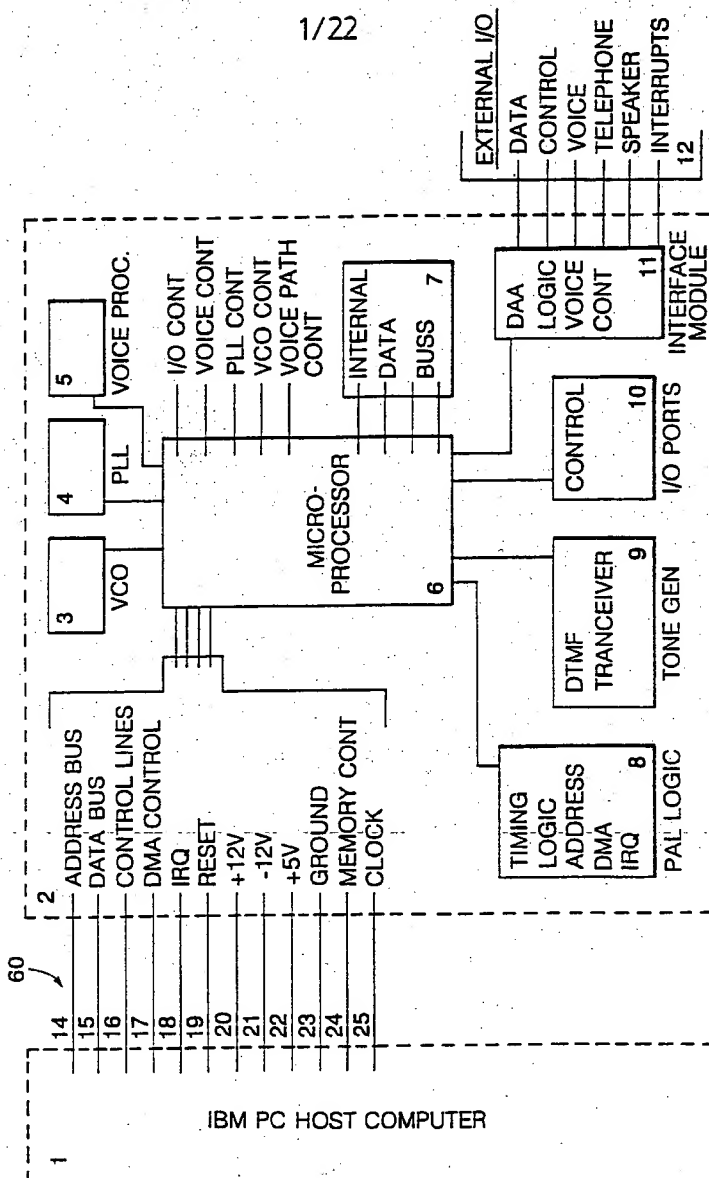 1/22
60
1
IBM PC HOST COMPUTER
14
15
16
17
18
19
20
21
22
23
24
25
2
ADDRESS BUS
DATA BUS
CONTROL LINES
DMA CONTROL
IRQ
RESET
+12V
-12V
+5V
GROUND
MEMORY CONT
CLOCK
3
VCO
4
PLL
5
VOICE PROC.
MICRO-
PROCESSOR
6
I/O CONT
VOICE CONT
PLL CONT
VCO CONT
VOICE PATH
CONT
INTERNAL
DATA
BUSS
7
TIMING
LOGIC
ADDRESS
DMA
IRQ
8
PAL LOGIC
DTMF
TRANCEIVER
9
TONE GEN
CONTROL
10
I/O PORTS
DAA
LOGIC
VOICE
CONT
11
INTERFACE
MODULE
EXTERNAL I/O
DATA
CONTROL
VOICE
TELEPHONE
SPEAKER
INTERRUPTS
12